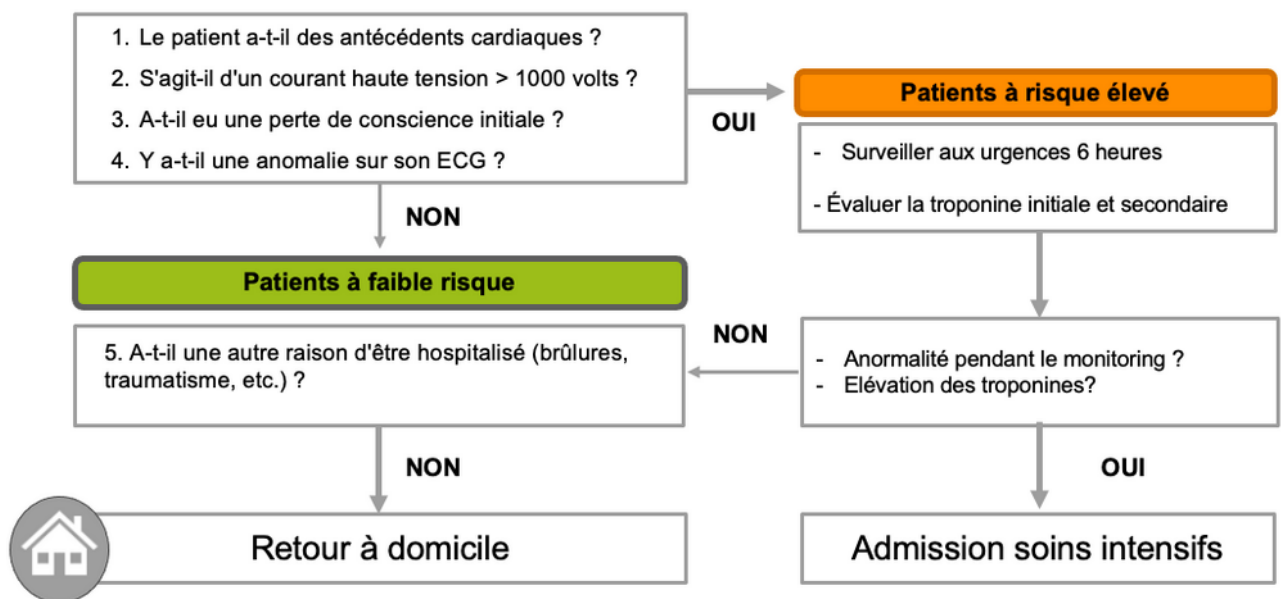 1. Le patient a-t-il des antécédents cardiaques ?
2. S'agit-il d'un courant haute tension > 1000 volts ?
3. A-t-il eu une perte de conscience initiale ?
4. Y a-t-il une anomalie sur son ECG ?
OUI
Patients à risque élevé
- Surveiller aux urgences 6 heures
- Évaluer la troponine initiale et secondaire
NON
Patients à faible risque
5. A-t-il une autre raison d'être hospitalisé (brûlures,
traumatisme, etc.) ?
NON
- Anormalité pendant le monitoring ?
- Elévation des troponines?
NON
OUI
Retour à domicile
Admission soins intensifs